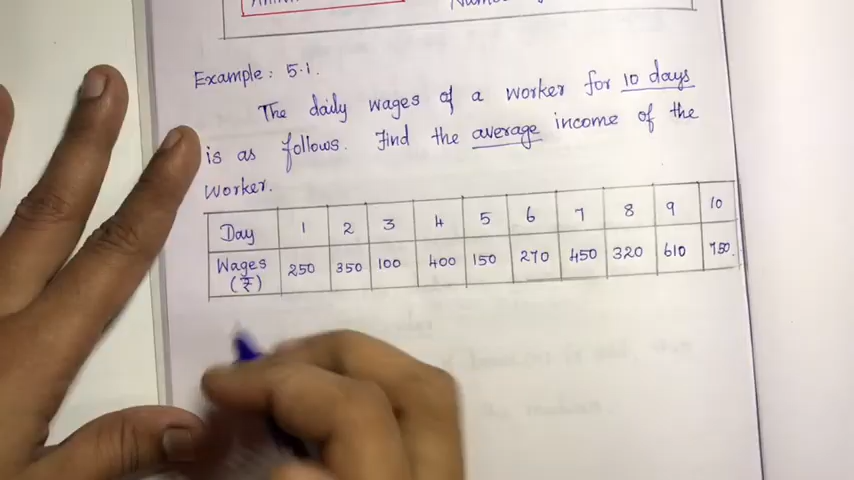 Example: 5.1.
The daily wages of a worker for 10 days
is as follows. Find the average income of the
worker.
Day 1 2 3 4 5 6 7 8 9 10
Wages (₹) 250 350 100 400 150 270 450 320 610 750.